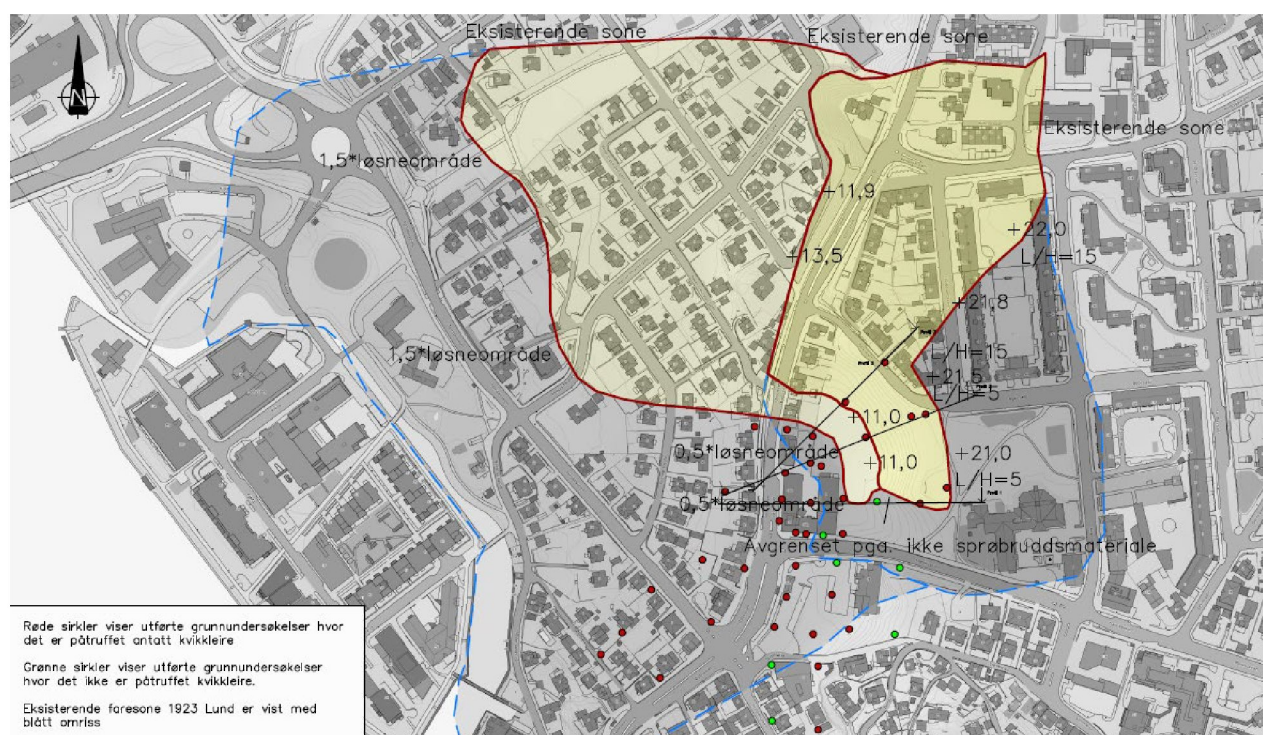 Eksisterende sone
Eksisterende sone
N
Eksisterende sone
1,5*løsneområde
+11,9
+22,0
L/H=15
+13,5
+21,8
1,5*løsneområde
L/H=15
+21,5
L/H=5
+11,0
0,5*løsneområde
+11,0
+21,0
L/H=5
0,5*løsneområde
Avgrenset pga. ikke sprøbruddsmateriale
Røde sirkler viser utførte grunnundersøkelser hvor
det er påtruffet antatt kvikkleire
Grønne sirkler viser utførte grunnundersøkelser
hvor det ikke er påtruffet kvikkleire.
Eksisterende faresone 1923 Lund er vist med
blått omriss